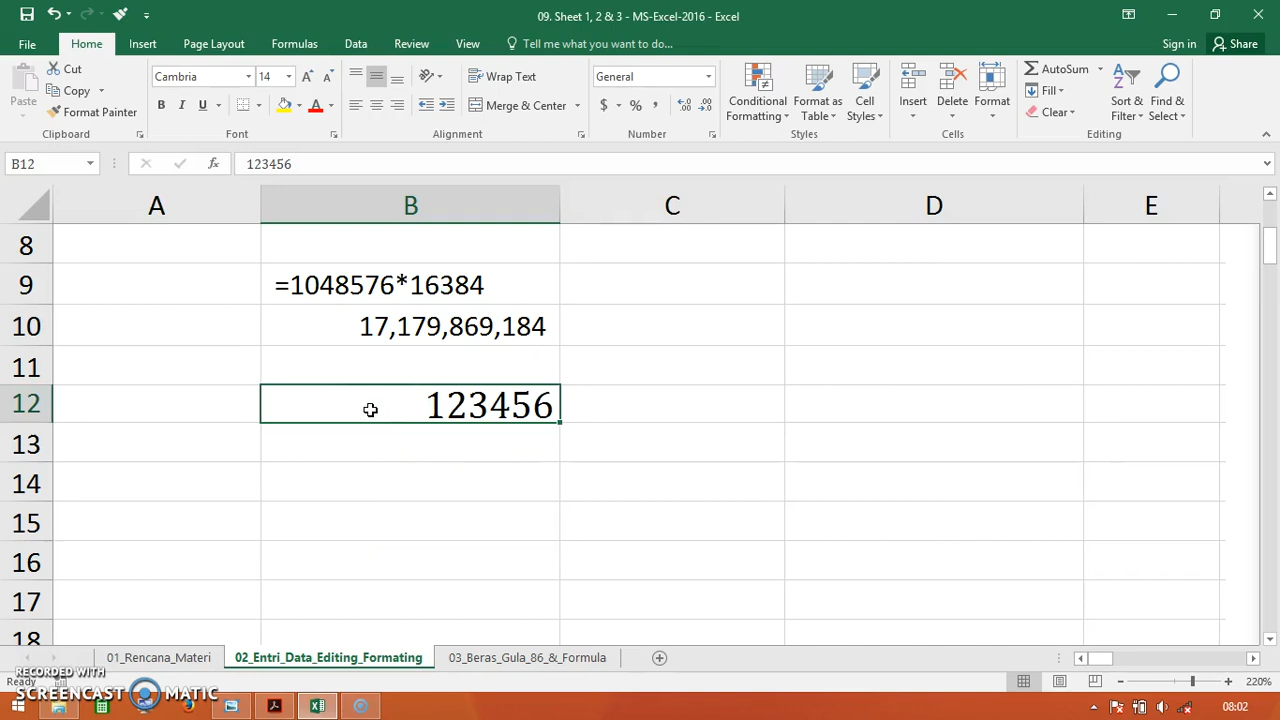 09. Sheet 1, 2 & 3 - MS-Excel-2016 - Excel
File Home Insert Page Layout Formulas Data Review View Tell me what you want to do... Sign in Share
Paste Cut Copy Format Painter Clipboard
Cambria 14 B I U A Font
Wrap Text Merge & Center Alignment
General $ % , Number
Conditional Formatting Format as Table Cell Styles Styles
Insert Delete Format Cells
AutoSum Fill Clear Sort & Filter Find & Select Editing
B12 fx 123456
A B C D E
8
9 =1048576*16384
10 17,179,869,184
11
12 123456
13
14
15
16
17
18
01_Rencana_Materi 02_Entri_Data_Editing_Formating 03_Beras_Gula_86_&_Formula
Ready 220%
RECORDED WITH
SCREENCAST MATIC
08:02